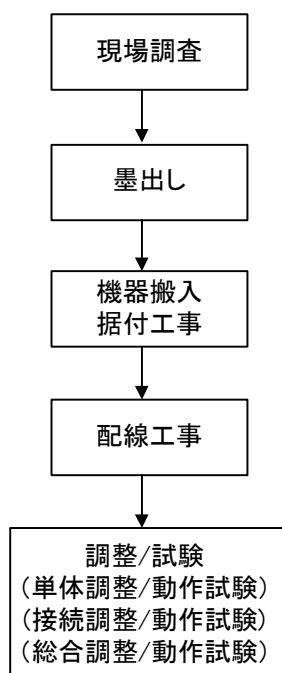 現場調査
墨出し
機器搬入
据付工事
配線工事
調整/試験
(単体調整/動作試験)
(接続調整/動作試験)
(総合調整/動作試験)